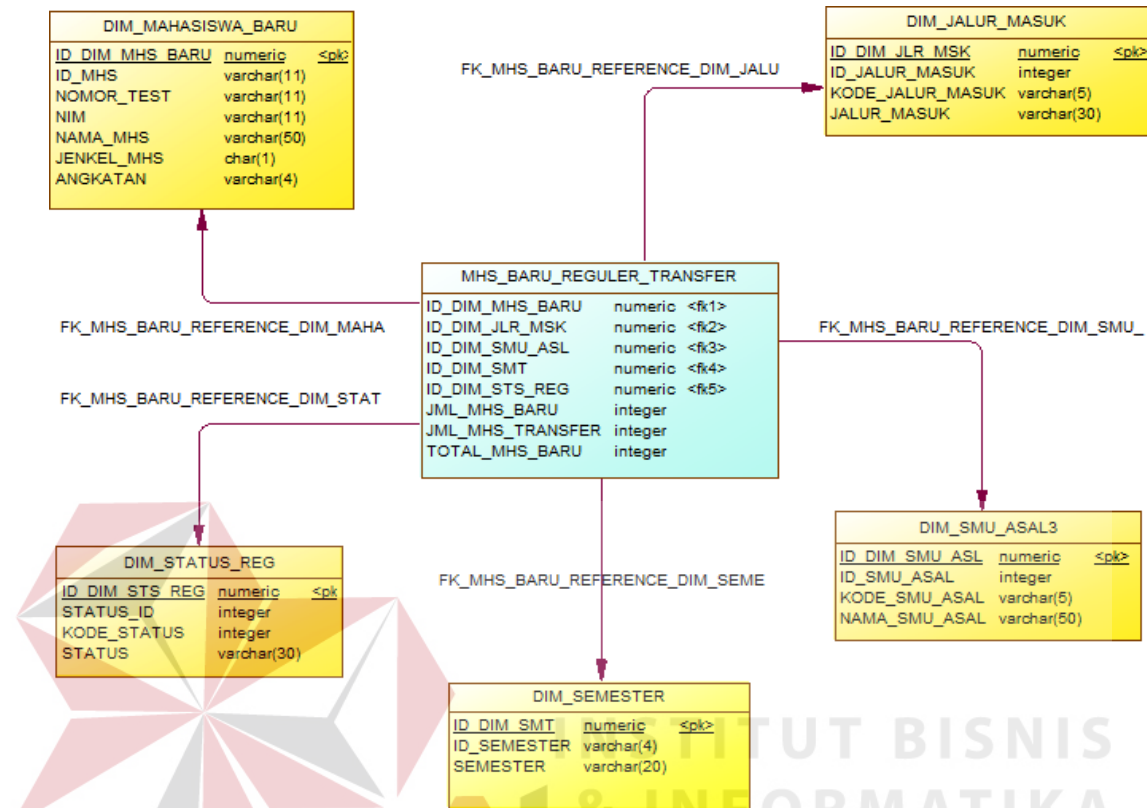 DIM_MAHASISWA_BARU
ID_DIM_MHS_BARU numeric <pk>
ID_MHS varchar(11)
NOMOR_TEST varchar(11)
NIM varchar(11)
NAMA_MHS varchar(50)
JENKEL_MHS char(1)
ANGKATAN varchar(4)
DIM_JALUR_MASUK
ID_DIM_JLR_MSK numeric <pk>
ID_JALUR_MASUK integer
KODE_JALUR_MASUK varchar(5)
JALUR_MASUK varchar(30)
FK_MHS_BARU_REFERENCE_DIM_JALU
MHS_BARU_REGULER_TRANSFER
ID_DIM_MHS_BARU numeric <fk1>
ID_DIM_JLR_MSK numeric <fk2>
ID_DIM_SMU_ASL numeric <fk3>
ID_DIM_SMT numeric <fk4>
ID_DIM_STS_REG numeric <fk5>
JML_MHS_BARU integer
JML_MHS_TRANSFER integer
TOTAL_MHS_BARU integer
FK_MHS_BARU_REFERENCE_DIM_MAHA
FK_MHS_BARU_REFERENCE_DIM_SMU_
FK_MHS_BARU_REFERENCE_DIM_STAT
DIM_STATUS_REG
ID_DIM_STS_REG numeric <pk
STATUS_ID integer
KODE_STATUS integer
STATUS varchar(30)
FK_MHS_BARU_REFERENCE_DIM_SEME
DIM_SMU_ASAL3
ID_DIM_SMU_ASL numeric <pk>
ID_SMU_ASAL integer
KODE_SMU_ASAL varchar(5)
NAMA_SMU_ASAL varchar(50)
DIM_SEMESTER
ID_DIM_SMT numeric <pk>
ID_SEMESTER varchar(4)
SEMESTER varchar(20)
INSTITUT BISNIS
& INFORMATIKA